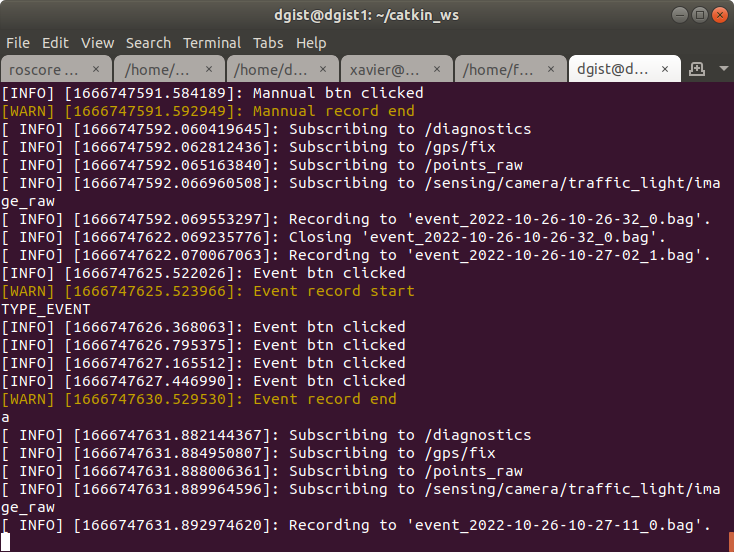 dgist@dgist1: ~/catkin_ws
File Edit View Search Terminal Tabs Help
roscore ... × /home/... × /home/d... × xavier@... × /home/f... × dgist@d... ×
[INFO] [1666747591.584189]: Mannual btn clicked
[WARN] [1666747591.592949]: Mannual record end
[ INFO] [1666747592.060419645]: Subscribing to /diagnostics
[ INFO] [1666747592.062812436]: Subscribing to /gps/fix
[ INFO] [1666747592.065163840]: Subscribing to /points_raw
[ INFO] [1666747592.066960508]: Subscribing to /sensing/camera/traffic_light/ima
ge_raw
[ INFO] [1666747592.069553297]: Recording to 'event_2022-10-26-10-26-32_0.bag'.
[ INFO] [1666747622.069235776]: Closing 'event_2022-10-26-10-26-32_0.bag'.
[ INFO] [1666747622.070067063]: Recording to 'event_2022-10-26-10-27-02_1.bag'.
[INFO] [1666747625.522026]: Event btn clicked
[WARN] [1666747625.523966]: Event record start
TYPE_EVENT
[INFO] [1666747626.368063]: Event btn clicked
[INFO] [1666747626.795375]: Event btn clicked
[INFO] [1666747627.165512]: Event btn clicked
[INFO] [1666747627.446990]: Event btn clicked
[WARN] [1666747630.529530]: Event record end
a
[ INFO] [1666747631.882144367]: Subscribing to /diagnostics
[ INFO] [1666747631.884950807]: Subscribing to /gps/fix
[ INFO] [1666747631.888006361]: Subscribing to /points_raw
[ INFO] [1666747631.889964596]: Subscribing to /sensing/camera/traffic_light/ima
ge_raw
[ INFO] [1666747631.892974620]: Recording to 'event_2022-10-26-10-27-11_0.bag'.